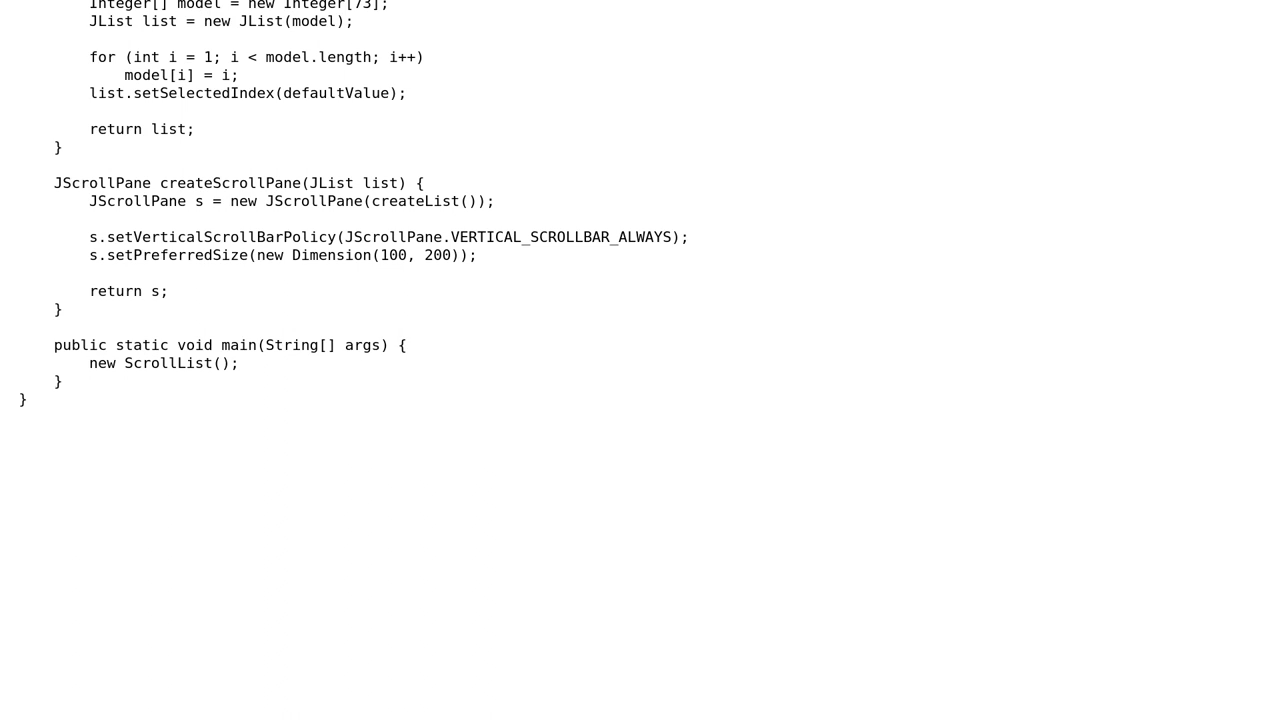 Integer[] model = new Integer[73];
JList list = new JList(model);
for (int i = 1; i < model.length; i++)
model[i] = i;
list.setSelectedIndex(defaultValue);
return list;
}
JScrollPane createScrollPane(JList list) {
JScrollPane s = new JScrollPane(createList());
s.setVerticalScrollBarPolicy(JScrollPane.VERTICAL_SCROLLBAR_ALWAYS);
s.setPreferredSize(new Dimension(100, 200));
return s;
}
public static void main(String[] args) {
new ScrollList();
}
}